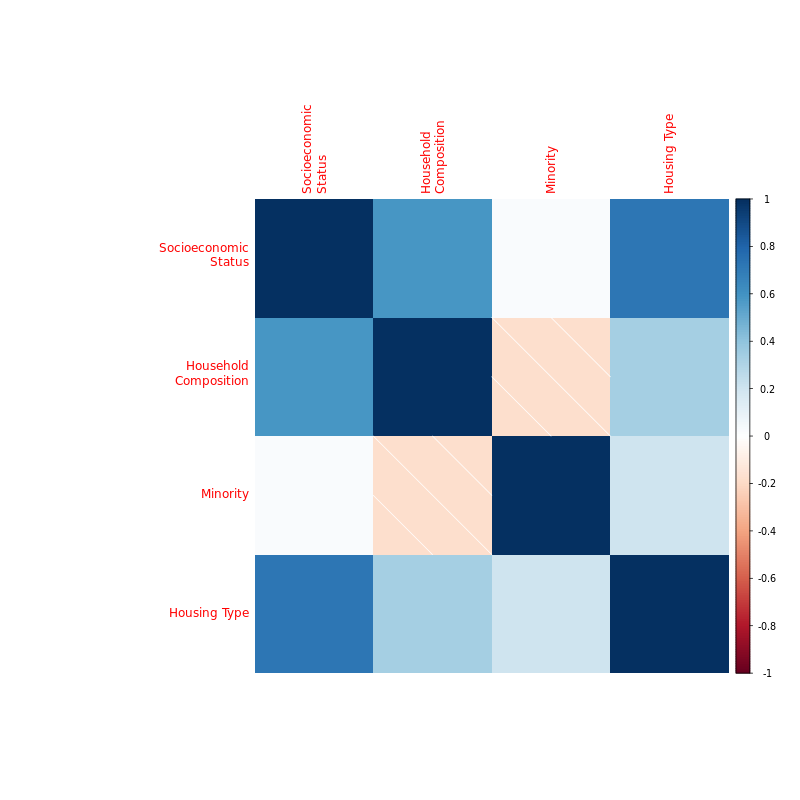 Socioeconomic
Status
Household
Composition
Minority
Housing Type
Socioeconomic
Status
Household
Composition
Minority
Housing Type
1
0.8
0.6
0.4
0.2
0
-0.2
-0.4
-0.6
-0.8
-1